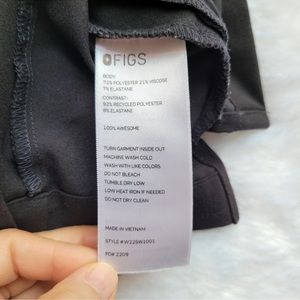 FIGS
BODY:
72% POLYESTER 21% VISCOSE
7% ELASTANE
CONTRAST:
92% RECYCLED POLYESTER
8% ELASTANE
100% AWESOME
TURN GARMENT INSIDE OUT
MACHINE WASH COLD
WASH WITH LIKE COLORS
DO NOT BLEACH
TUMBLE DRY LOW
LOW HEAT IRON IF NEEDED
DO NOT DRY CLEAN
MADE IN VIETNAM
STYLE #W22SW1001
PO# 2209